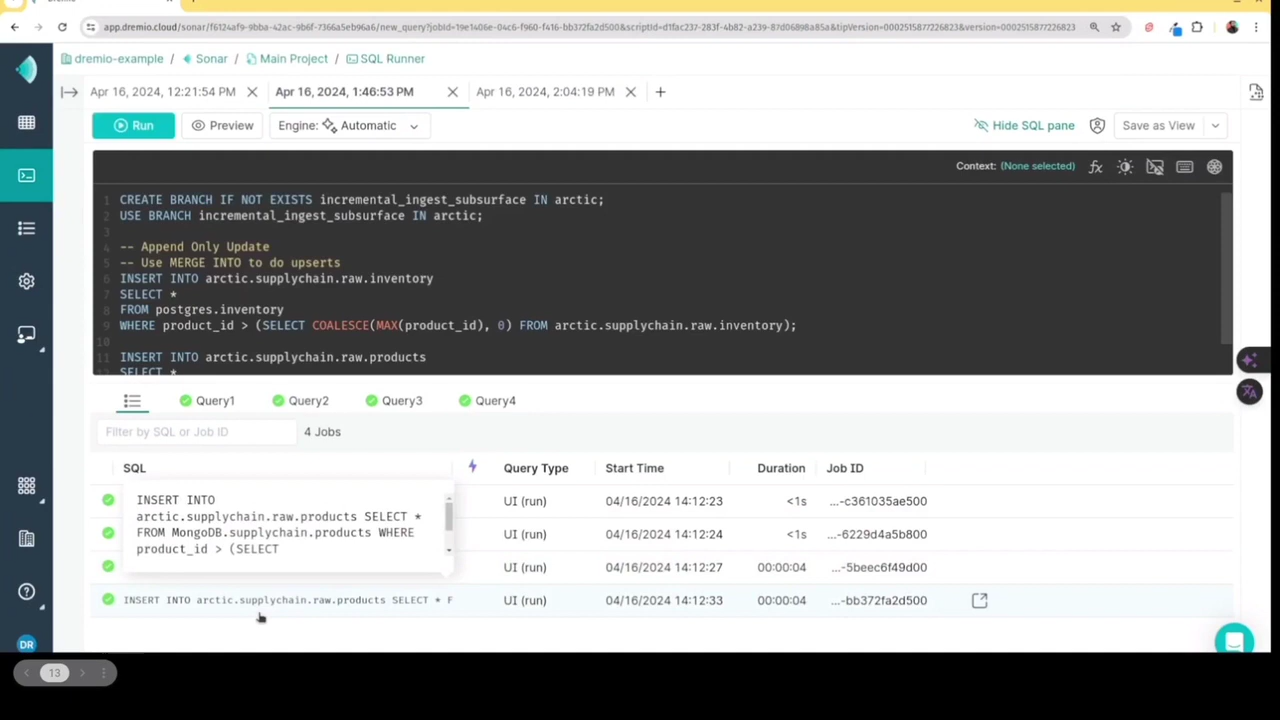 app.dremio.cloud/sonar/f6124af9-9bba-42ac-9b6f-7366a5eb96a6/new_query?jobId=19e1406e-04c6-f960-f416-bb372fa2d500&scriptId=d1fac237-283f-4b82-a239-87d06898a85a&tipVersion=0002515877226823&version=0002515877226823
dremio-example / Sonar / Main Project / SQL Runner
Apr 16, 2024, 12:21:54 PM Apr 16, 2024, 1:46:53 PM Apr 16, 2024, 2:04:19 PM
Run Preview Engine: Automatic Hide SQL pane Save as View
Context: (None selected) fx
1 CREATE BRANCH IF NOT EXISTS incremental_ingest_subsurface IN arctic;
2 USE BRANCH incremental_ingest_subsurface IN arctic;
3
4 -- Append Only Update
5 -- Use MERGE INTO to do upserts
6 INSERT INTO arctic.supplychain.raw.inventory
7 SELECT *
8 FROM postgres.inventory
9 WHERE product_id > (SELECT COALESCE(MAX(product_id), 0) FROM arctic.supplychain.raw.inventory);
10
11 INSERT INTO arctic.supplychain.raw.products
12 SELECT *
Query1 Query2 Query3 Query4
Filter by SQL or Job ID 4 Jobs
SQL Query Type Start Time Duration Job ID
INSERT INTO
arctic.supplychain.raw.products SELECT *
FROM MongoDB.supplychain.products WHERE
product_id > (SELECT
UI (run) 04/16/2024 14:12:23 <1s ...-c361035ae500
UI (run) 04/16/2024 14:12:24 <1s ...-6229d4a5b800
UI (run) 04/16/2024 14:12:27 00:00:04 ...-5beec6f49d00
INSERT INTO arctic.supplychain.raw.products SELECT * F UI (run) 04/16/2024 14:12:33 00:00:04 ...-bb372fa2d500
DR
13